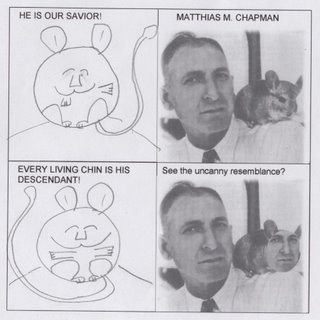 HE IS OUR SAVIOR!
MATTHIAS M. CHAPMAN
EVERY LIVING CHIN IS HIS
DESCENDANT!
See the uncanny resemblance?